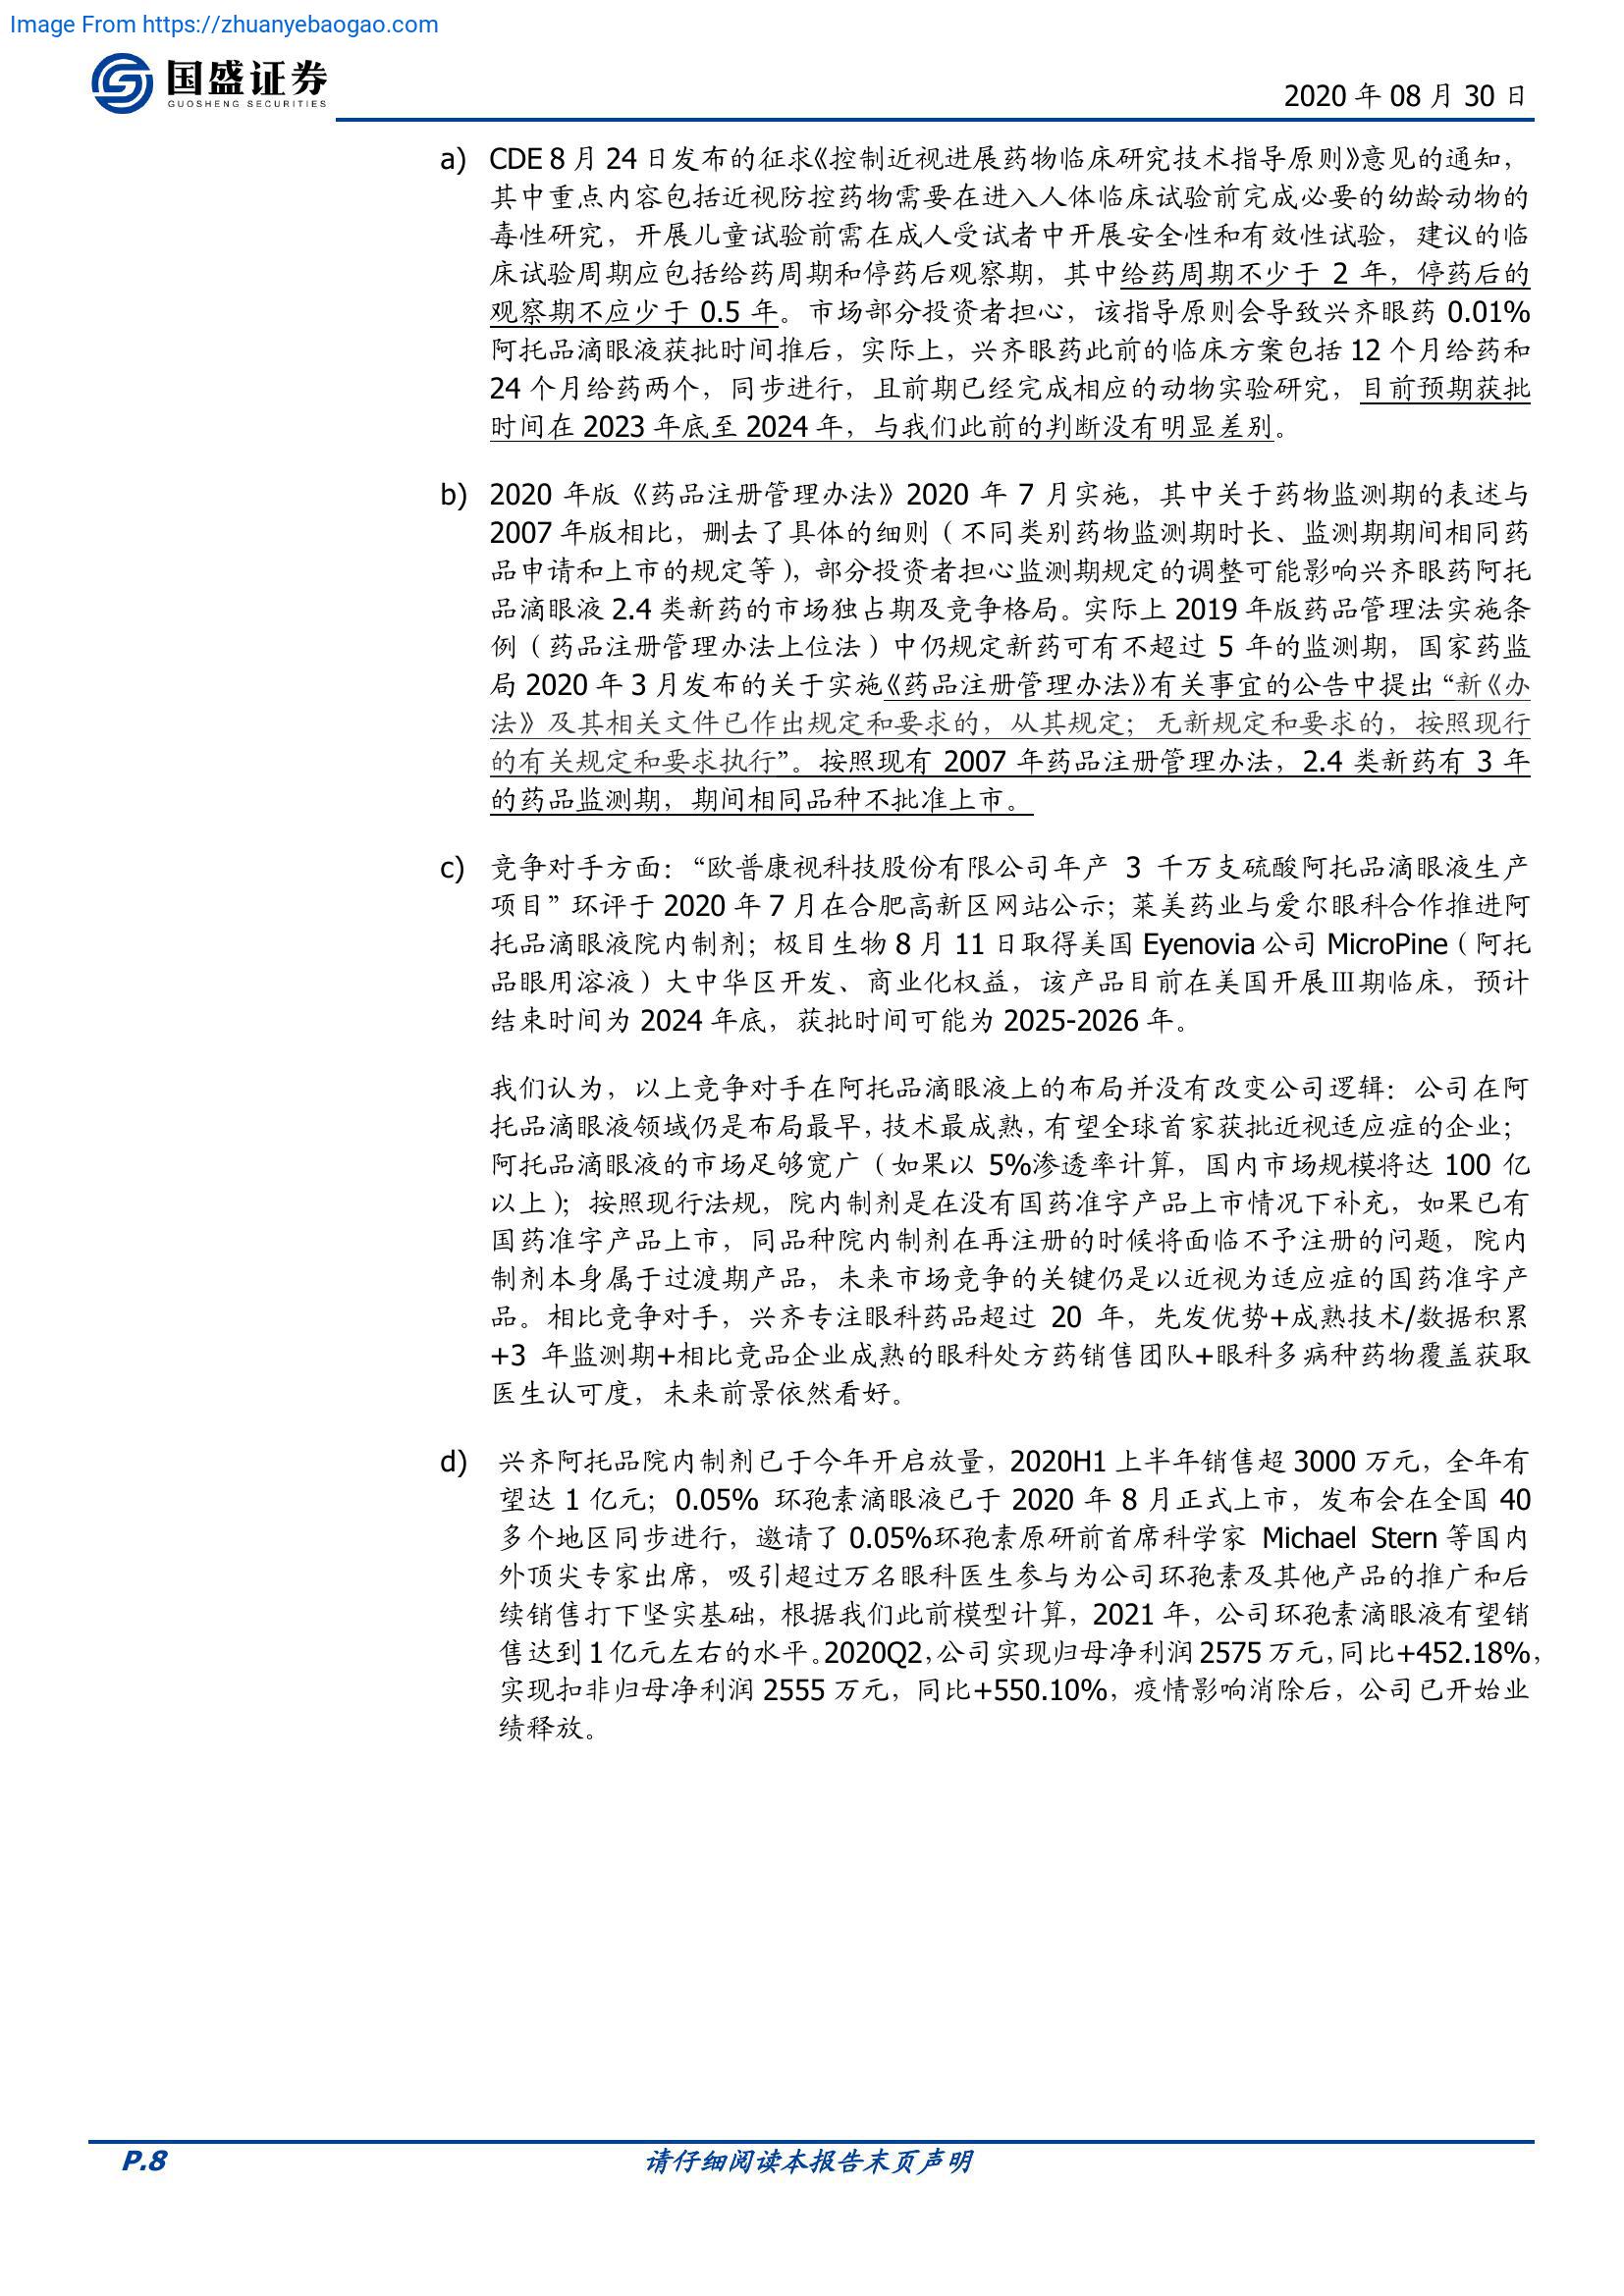 Image From https://zhuanyebaogao.com
国盛证券
GUOSHENG SECURITIES
2020 年 08 月 30 日
a) CDE 8 月 24 日发布的征求《控制近视进展药物临床研究技术指导原则》意见的通知，
其中重点内容包括近视防控药物需要在进入人体临床试验前完成必要的幼龄动物的
毒性研究，开展儿童试验前需在成人受试者中开展安全性和有效性试验，建议的临
床试验周期应包括给药周期和停药后观察期，其中给药周期不少于 2 年，停药后的
观察期不应少于 0.5 年。市场部分投资者担心，该指导原则会导致兴齐眼药 0.01%
阿托品滴眼液获批时间推后，实际上，兴齐眼药此前的临床方案包括 12 个月给药和
24 个月给药两个，同步进行，且前期已经完成相应的动物实验研究，目前预期获批
时间在 2023 年底至 2024 年，与我们此前的判断没有明显差别。
b) 2020 年版《药品注册管理办法》2020 年 7 月实施，其中关于药物监测期的表述与
2007 年版相比，删去了具体的细则（不同类别药物监测期时长、监测期期间相同药
品申请和上市的规定等），部分投资者担心监测期规定的调整可能影响兴齐眼药阿托
品滴眼液 2.4 类新药的市场独占期及竞争格局。实际上 2019 年版药品管理法实施条
例（药品注册管理办法上位法）中仍规定新药可有不超过 5 年的监测期，国家药监
局 2020 年 3 月发布的关于实施《药品注册管理办法》有关事宜的公告中提出“新《办
法》及其相关文件已作出规定和要求的，从其规定；无新规定和要求的，按照现行
的有关规定和要求执行”。按照现有 2007 年药品注册管理办法，2.4 类新药有 3 年
的药品监测期，期间相同品种不批准上市。
c) 竞争对手方面：“欧普康视科技股份有限公司年产 3 千万支硫酸阿托品滴眼液生产
项目”环评于 2020 年 7 月在合肥高新区网站公示；莱美药业与爱尔眼科合作推进阿
托品滴眼液院内制剂；极目生物 8 月 11 日取得美国 Eyenovia 公司 MicroPine（阿托
品眼用溶液）大中华区开发、商业化权益，该产品目前在美国开展Ⅲ期临床，预计
结束时间为 2024 年底，获批时间可能为 2025-2026 年。
我们认为，以上竞争对手在阿托品滴眼液上的布局并没有改变公司逻辑：公司在阿
托品滴眼液领域仍是布局最早，技术最成熟，有望全球首家获批近视适应症的企业；
阿托品滴眼液的市场足够宽广（如果以 5%渗透率计算，国内市场规模将达 100 亿
以上）；按照现行法规，院内制剂是在没有国药准字产品上市情况下补充，如果已有
国药准字产品上市，同品种院内制剂在再注册的时候将面临不予注册的问题，院内
制剂本身属于过渡期产品，未来市场竞争的关键仍是以近视为适应症的国药准字产
品。相比竞争对手，兴齐专注眼科药品超过 20 年，先发优势+成熟技术/数据积累
+3 年监测期+相比竞品企业成熟的眼科处方药销售团队+眼科多病种药物覆盖获取
医生认可度，未来前景依然看好。
d) 兴齐阿托品院内制剂已于今年开启放量，2020H1 上半年销售超 3000 万元，全年有
望达 1 亿元；0.05% 环孢素滴眼液已于 2020 年 8 月正式上市，发布会在全国 40
多个地区同步进行，邀请了 0.05%环孢素原研前首席科学家 Michael Stern 等国内
外顶尖专家出席，吸引超过万名眼科医生参与为公司环孢素及其他产品的推广和后
续销售打下坚实基础，根据我们此前模型计算，2021 年，公司环孢素滴眼液有望销
售达到 1 亿元左右的水平。2020Q2，公司实现归母净利润 2575 万元，同比+452.18%，
实现扣非归母净利润 2555 万元，同比+550.10%，疫情影响消除后，公司已开始业
绩释放。
P.8
请仔细阅读本报告末页声明